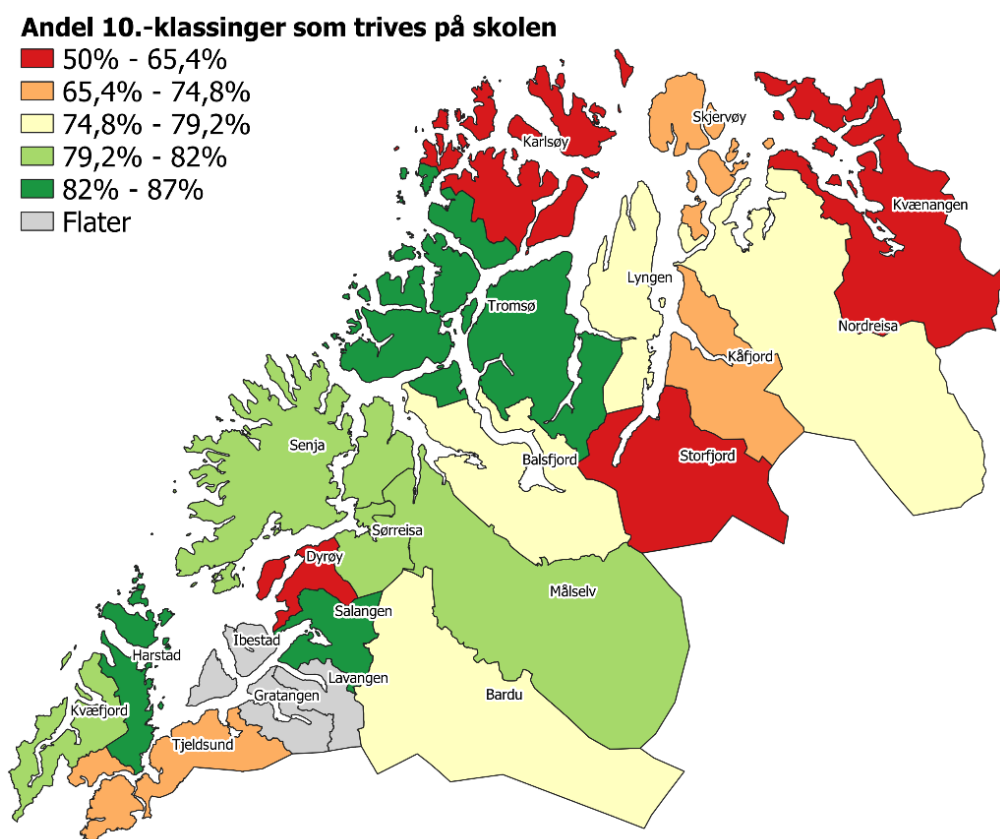 Andel 10.-klassinger som trives på skolen
50% - 65,4%
65,4% - 74,8%
74,8% - 79,2%
79,2% - 82%
82% - 87%
Flater
Skjervøy
Karlsøy
Kvænangen
Lyngen
Tromsø
Nordreisa
Kåfjord
Senja
Balsfjord
Storfjord
Sørreisa
Dyrøy
Målselv
Salangen
Ibestad
Harstad
Lavangen
Gratangen
Bardu
Kvæfjord
Tjeldsund